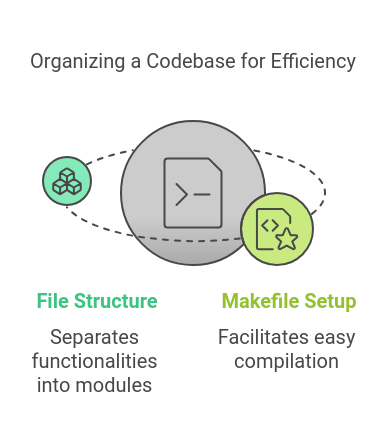 Organizing a Codebase for Efficiency
File Structure
Separates
functionalities
into modules
Makefile Setup
Facilitates easy
compilation